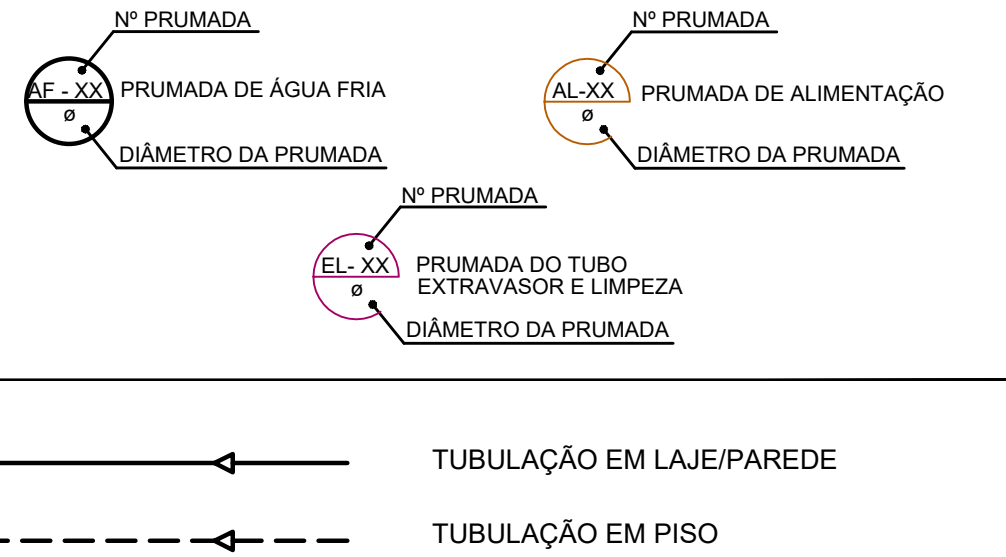 Nº PRUMADA
AF - XX
PRUMADA DE ÁGUA FRIA
ø
DIÂMETRO DA PRUMADA
Nº PRUMADA
AL-XX
PRUMADA DE ALIMENTAÇÃO
ø
DIÂMETRO DA PRUMADA
Nº PRUMADA
EL- XX
PRUMADA DO TUBO
EXTRAVASOR E LIMPEZA
ø
DIÂMETRO DA PRUMADA
TUBULAÇÃO EM LAJE/PAREDE
TUBULAÇÃO EM PISO